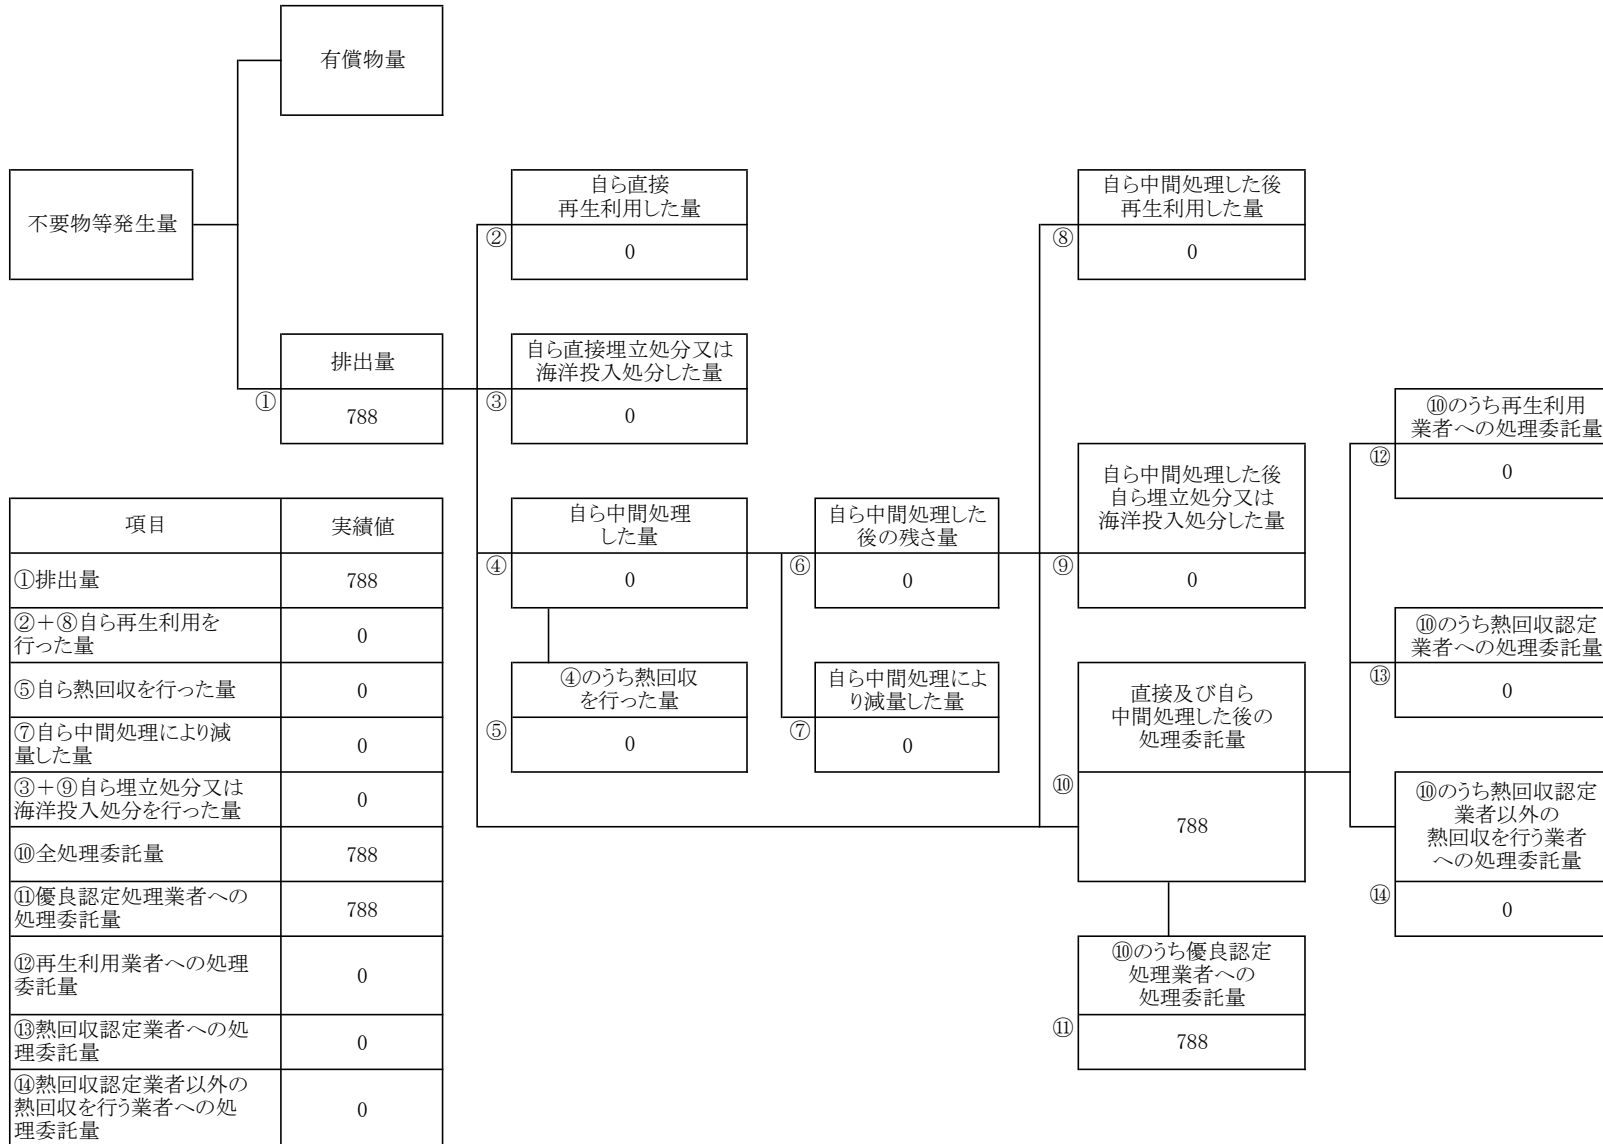 有償物量
不要物等発生量
自ら直接
再生利用した量
②
0
自ら中間処理した後
再生利用した量
⑧
0
排出量
①
788
自ら直接埋立処分又は
海洋投入処分した量
③
0
⑩のうち再生利用
業者への処理委託量
⑫
0
自ら中間処理
した量
④
0
自ら中間処理した
後の残さ量
⑥
0
自ら中間処理した後
自ら埋立処分又は
海洋投入処分した量
⑨
0
⑩のうち熱回収認定
業者への処理委託量
⑬
0
④のうち熱回収
を行った量
⑤
0
自ら中間処理によ
り減量した量
⑦
0
直接及び自ら
中間処理した後の
処理委託量
⑩
788
⑩のうち熱回収認定
業者以外の
熱回収を行う業者
への処理委託量
⑭
0
⑩のうち優良認定
処理業者への
処理委託量
⑪
788
項目 実績値
①排出量 788
②＋⑧自ら再生利用を
行った量 0
⑤自ら熱回収を行った量 0
⑦自ら中間処理により減
量した量 0
③＋⑨自ら埋立処分又は
海洋投入処分を行った量 0
⑩全処理委託量 788
⑪優良認定処理業者への
処理委託量 788
⑫再生利用業者への処理
委託量 0
⑬熱回収認定業者への処
理委託量 0
⑭熱回収認定業者以外の
熱回収を行う業者への処
理委託量 0